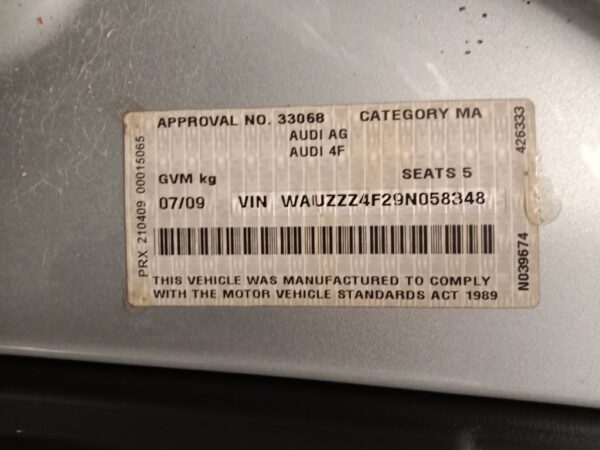 APPROVAL NO. 33068 CATEGORY MA
AUDI AG
AUDI 4F
GVM kg SEATS 5
07/09 VIN WAUZZZ4F29N058348
THIS VEHICLE WAS MANUFACTURED TO COMPLY
WITH THE MOTOR VEHICLE STANDARDS ACT 1989
PRX 210409 00015065
426333
N039674